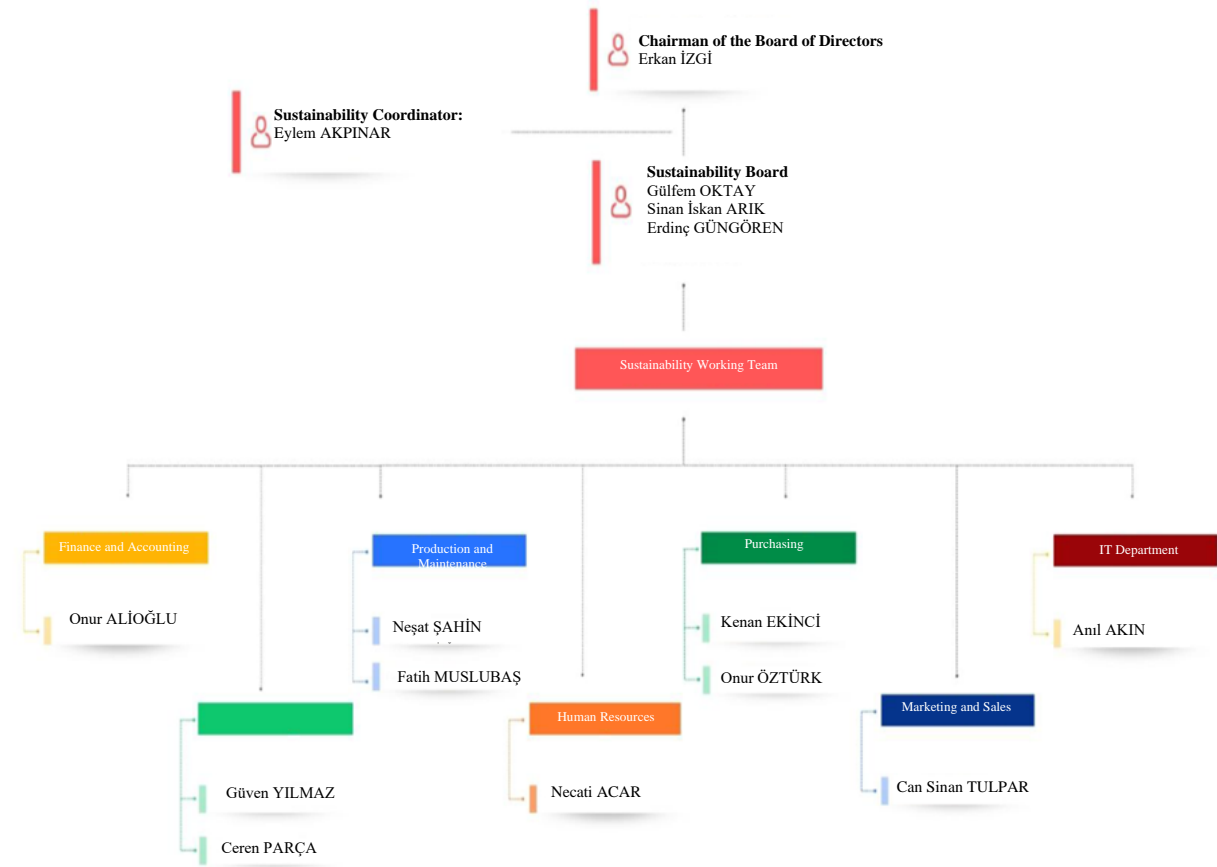 Chairman of the Board of Directors
Erkan İZGİ
Sustainability Coordinator:
Eylem AKPINAR
Sustainability Board
Gülfem OKTAY
Sinan İskan ARIK
Erdinç GÜNGÖREN
Sustainability Working Team
Finance and Accounting
Onur ALİOĞLU
Production and
Maintenance
Neşat ŞAHİN
Fatih MUSLUBAŞ
Purchasing
Kenan EKİNCİ
Onur ÖZTÜRK
IT Department
Anıl AKIN
Güven YILMAZ
Ceren PARÇA
Human Resources
Necati ACAR
Marketing and Sales
Can Sinan TULPAR